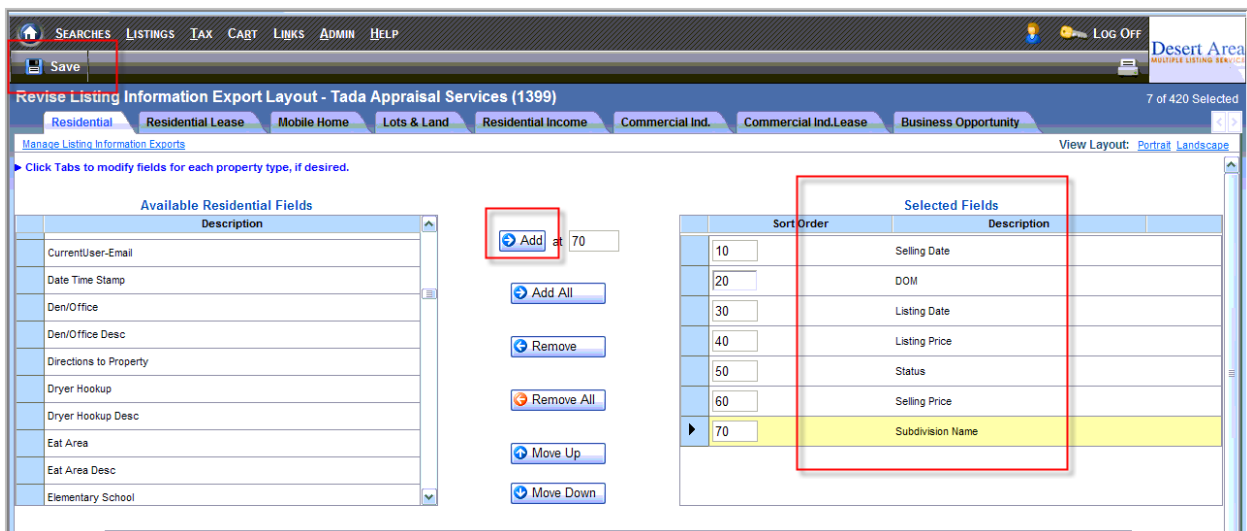 SEARCHES LISTINGS TAX CART LINKS ADMIN HELP LOG OFF
Desert Area
MULTIPLE LISTING SERVICE
Save
Revise Listing Information Export Layout - Tada Appraisal Services (1399) 7 of 420 Selected
Residential Residential Lease Mobile Home Lots & Land Residential Income Commercial Ind. Commercial Ind.Lease Business Opportunity
Manage Listing Information Exports View Layout: Portrait Landscape
Click Tabs to modify fields for each property type, if desired.
Available Residential Fields
Description
CurrentUser-Email
Date Time Stamp
Den/Office
Den/Office Desc
Directions to Property
Dryer Hookup
Dryer Hookup Desc
Eat Area
Eat Area Desc
Elementary School
Add at 70
Add All
Remove
Remove All
Move Up
Move Down
Selected Fields
Sort Order Description
10 Selling Date
20 DOM
30 Listing Date
40 Listing Price
50 Status
60 Selling Price
70 Subdivision Name